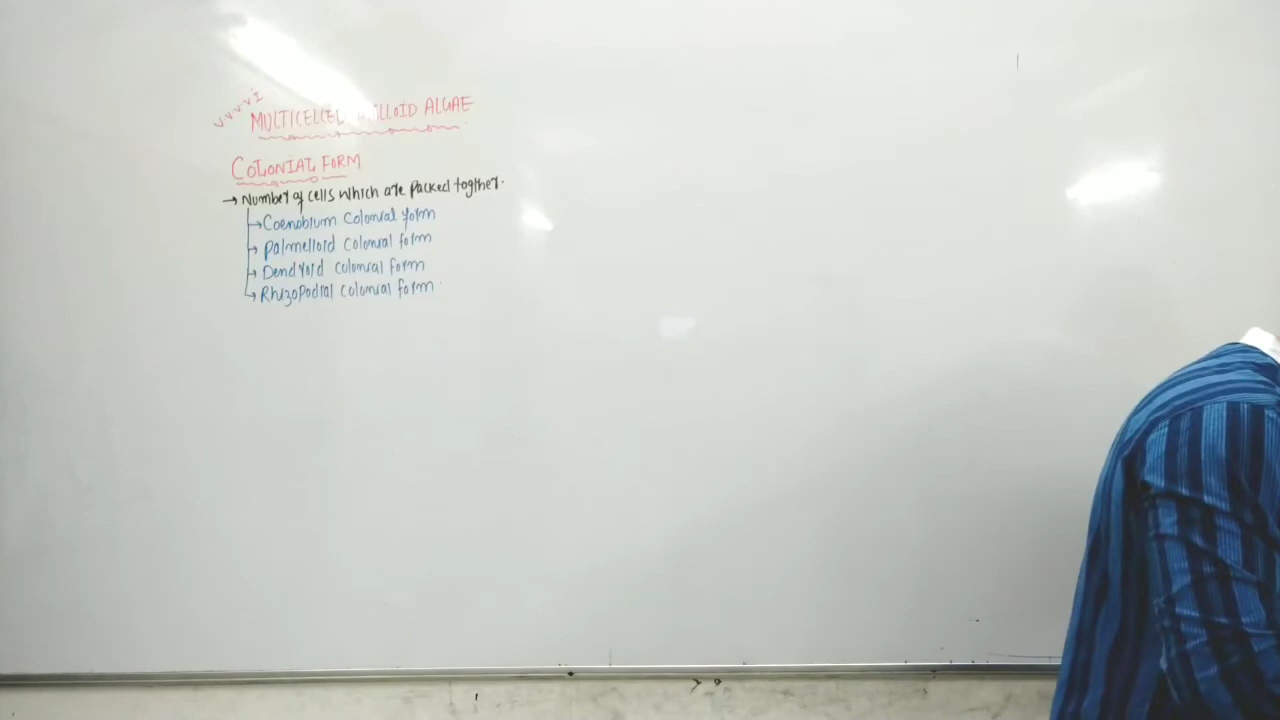 VVVVI
MULTICELLED ALGAE
COLONIAL FORM
→ Number of cells which are packed togther.
→ Coenobium colonial form
→ palmelloid colonial form
→ Dendroid colonial form
→ Rhizopodial colonial form